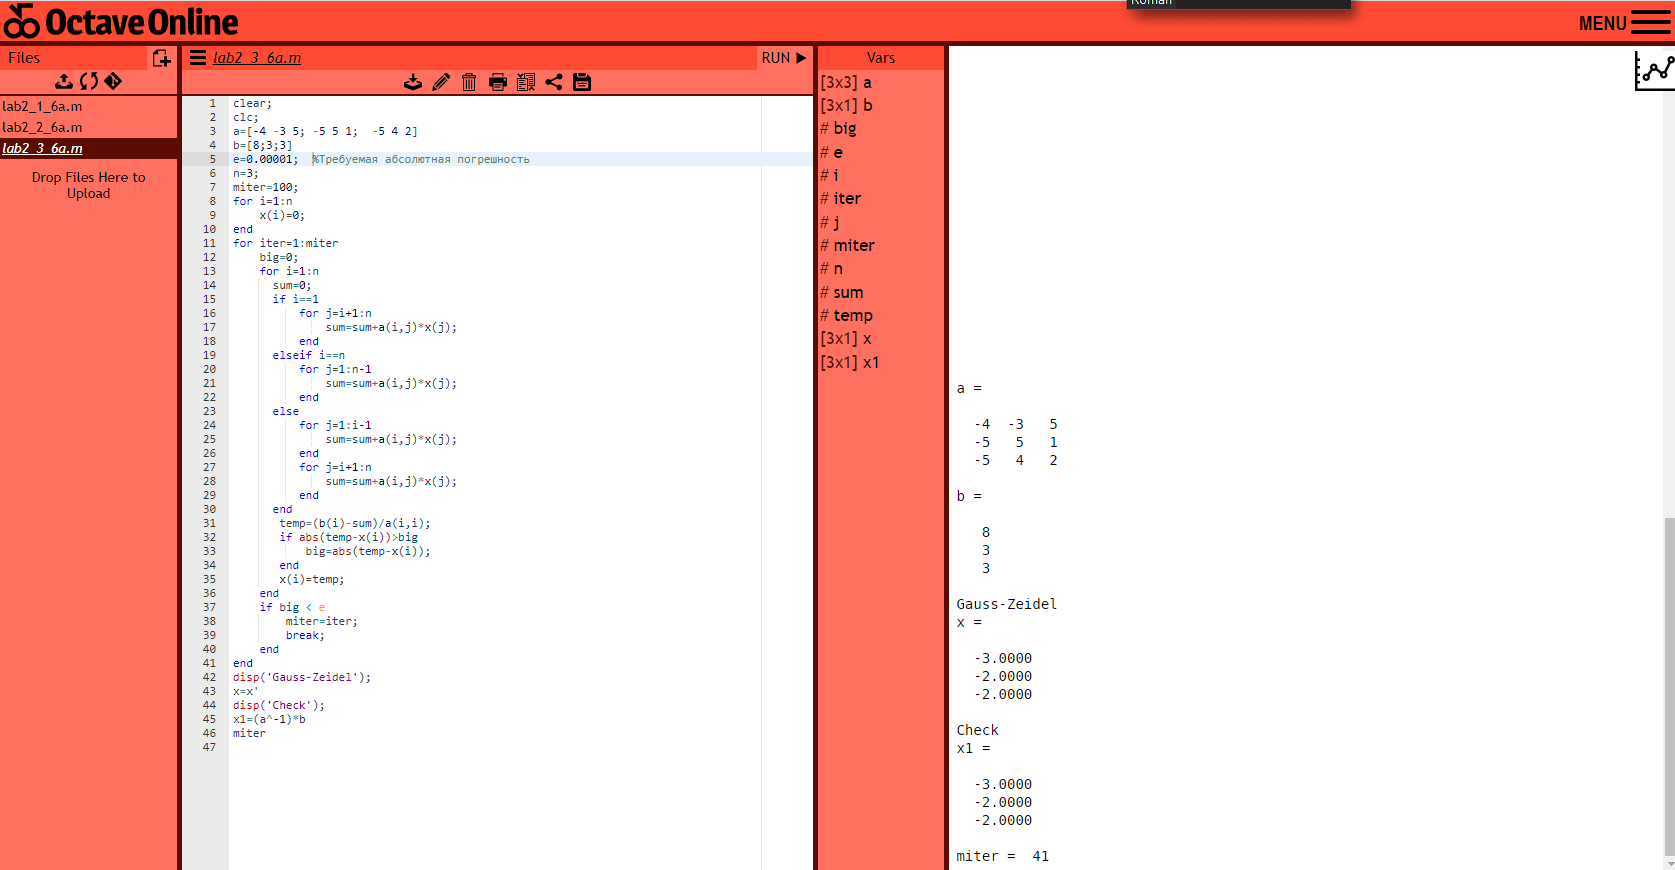 Roman
Octave Online
MENU
Files
lab2_1_6a.m
lab2_2_6a.m
lab2_3_6a.m
Drop Files Here to
Upload
lab2_3_6a.m
RUN
1 clear;
2 clc;
3 a=[-4 -3 5; -5 5 1;  -5 4 2]
4 b=[8;3;3]
5 e=0.00001;  %Требуемая абсолютная погрешность
6 n=3;
7 miter=100;
8 for i=1:n
9     x(i)=0;
10 end
11 for iter=1:miter
12     big=0;
13     for i=1:n
14       sum=0;
15       if i==1
16           for j=i+1:n
17               sum=sum+a(i,j)*x(j);
18           end
19       elseif i==n
20           for j=1:n-1
21               sum=sum+a(i,j)*x(j);
22           end
23       else
24           for j=1:i-1
25               sum=sum+a(i,j)*x(j);
26           end
27           for j=i+1:n
28               sum=sum+a(i,j)*x(j);
29           end
30       end
31        temp=(b(i)-sum)/a(i,i);
32        if abs(temp-x(i))>big
33            big=abs(temp-x(i));
34        end
35        x(i)=temp;
36     end
37     if big < e
38         miter=iter;
39         break;
40     end
41 end
42 disp('Gauss-Zeidel');
43 x=x'
44 disp('Check');
45 x1=(a^-1)*b
46 miter
47
Vars
[3x3] a
[3x1] b
# big
# e
# i
# iter
# j
# miter
# n
# sum
# temp
[3x1] x
[3x1] x1
a =
-4 -3 5
-5 5 1
-5 4 2
b =
8
3
3
Gauss-Zeidel
x =
-3.0000
-2.0000
-2.0000
Check
x1 =
-3.0000
-2.0000
-2.0000
miter = 41